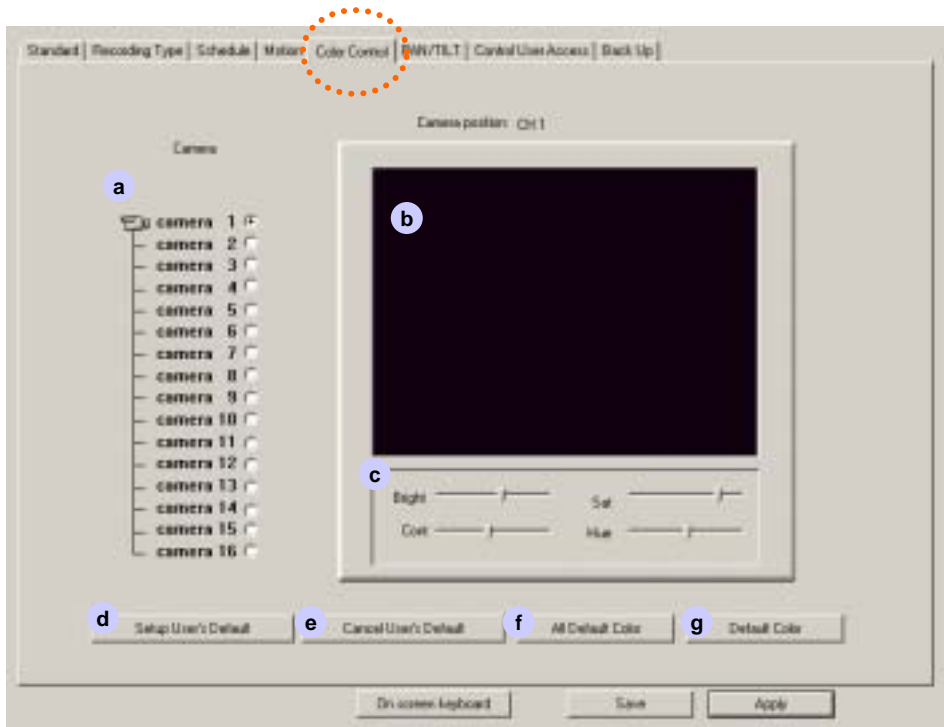 Standard Recoding Type Schedule Motion Color Control PAN/TILT Control User Access Back Up
Camera position: CH 1
Camera
a
b
camera 1
camera 2
camera 3
camera 4
camera 5
camera 6
camera 7
camera 8
camera 9
camera 10
camera 11
camera 12
camera 13
camera 14
camera 15
camera 16
c
Bright Sat
Cont Hue
d Setup User's Default e Cancel User's Default f All Default Color g Default Color
On screen keyboard Save Apply